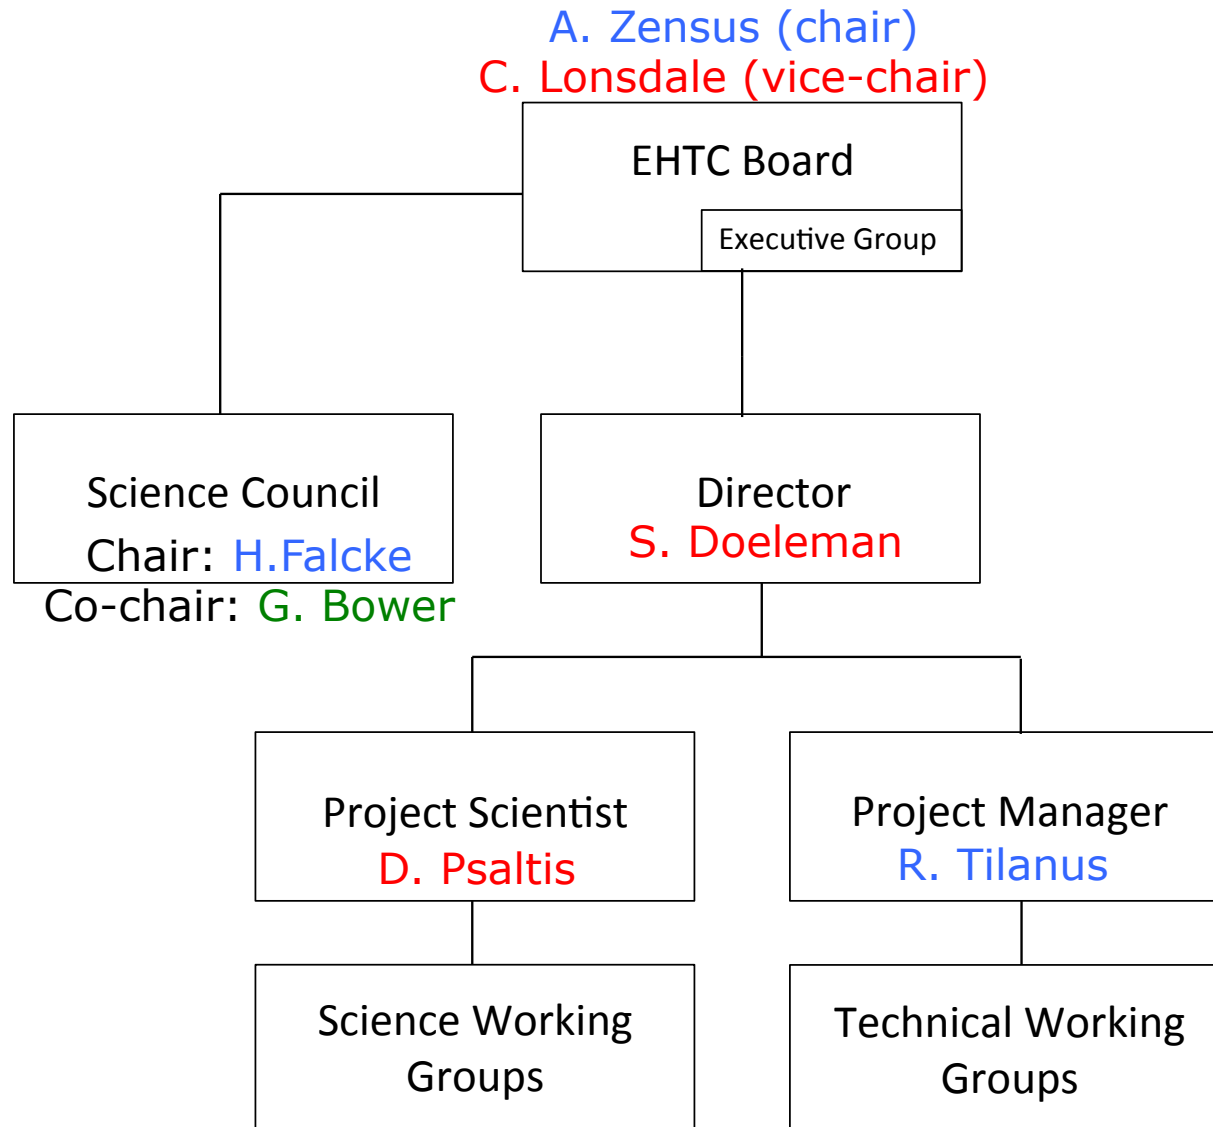 A. Zensus (chair)
C. Lonsdale (vice-chair)
EHTC Board
Executive Group
Science Council
Chair: H.Falcke
Co-chair: G. Bower
Director
S. Doeleman
Project Scientist
D. Psaltis
Project Manager
R. Tilanus
Science Working
Groups
Technical Working
Groups